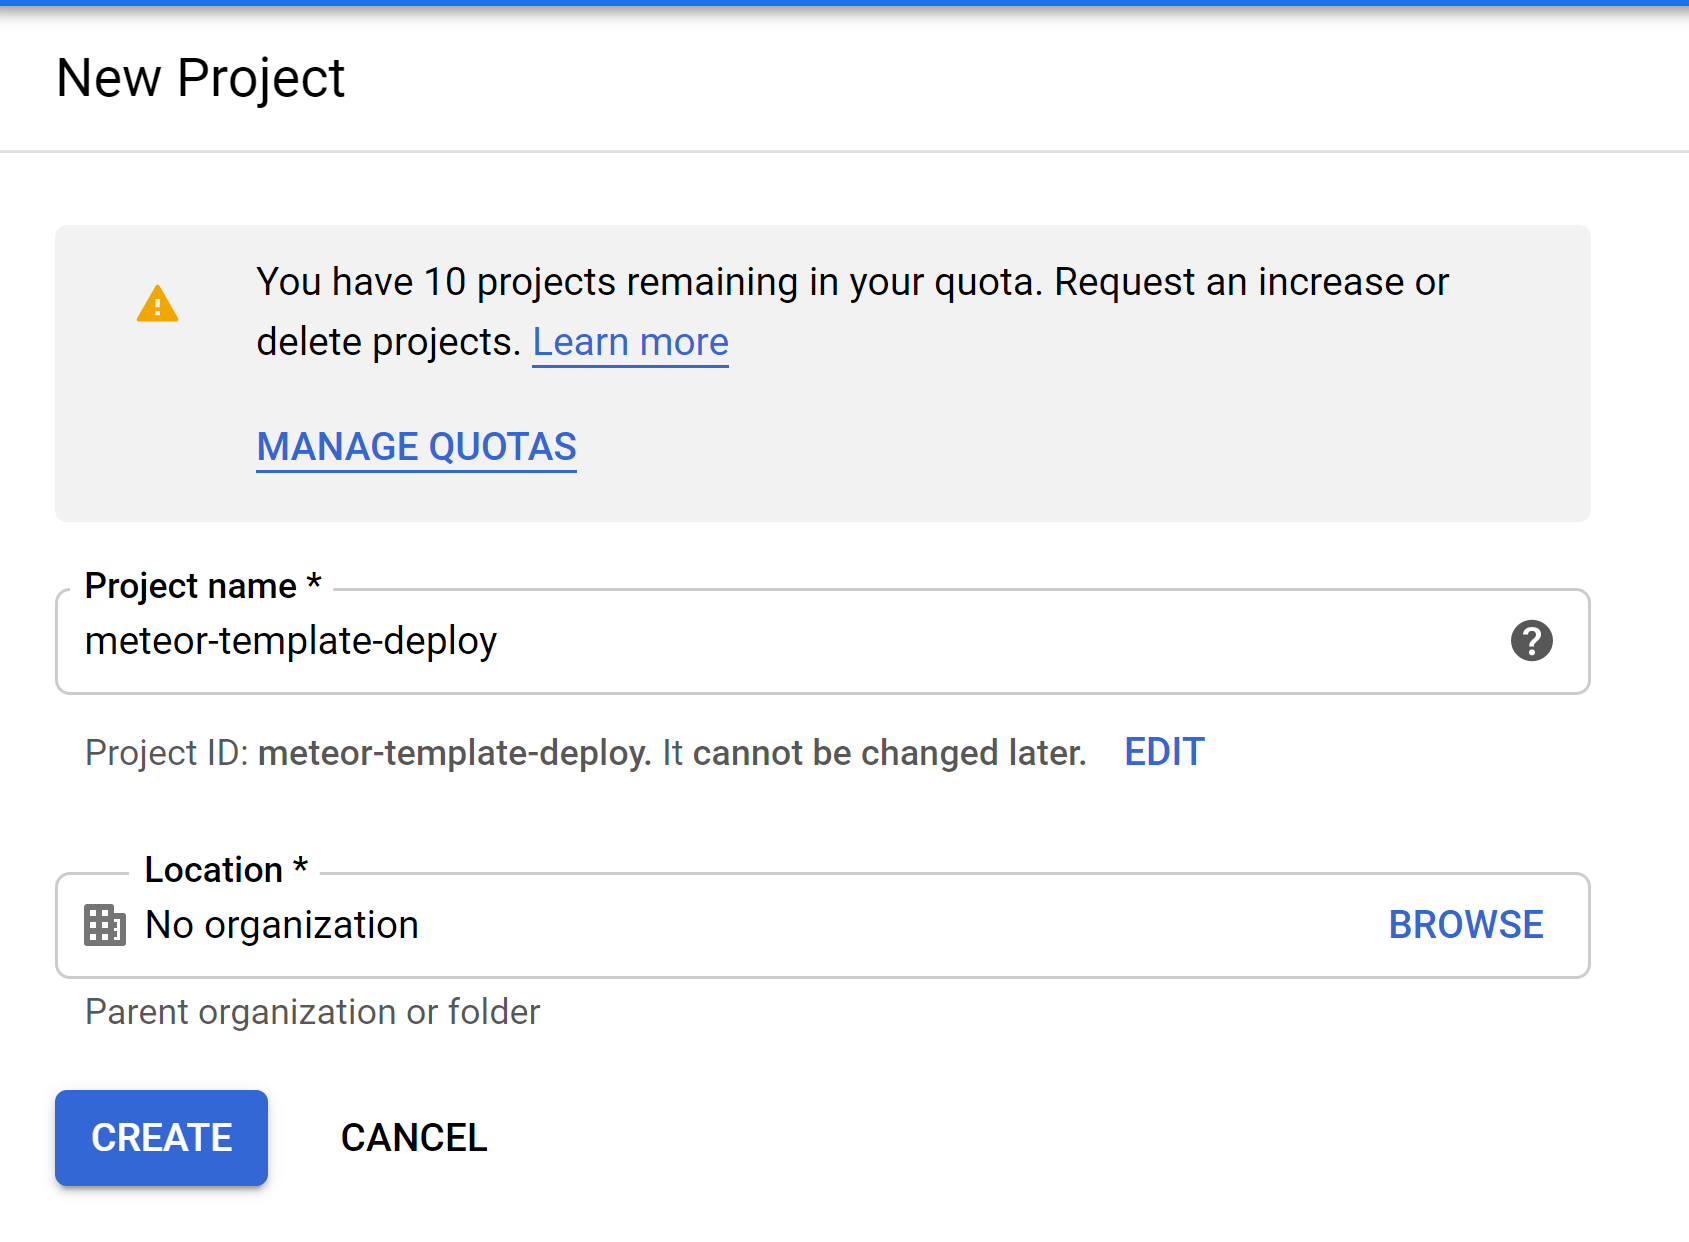 New Project
You have 10 projects remaining in your quota. Request an increase or
delete projects. Learn more
MANAGE QUOTAS
Project name *
meteor-template-deploy
Project ID: meteor-template-deploy. It cannot be changed later. EDIT
Location *
No organization BROWSE
Parent organization or folder
CREATE CANCEL